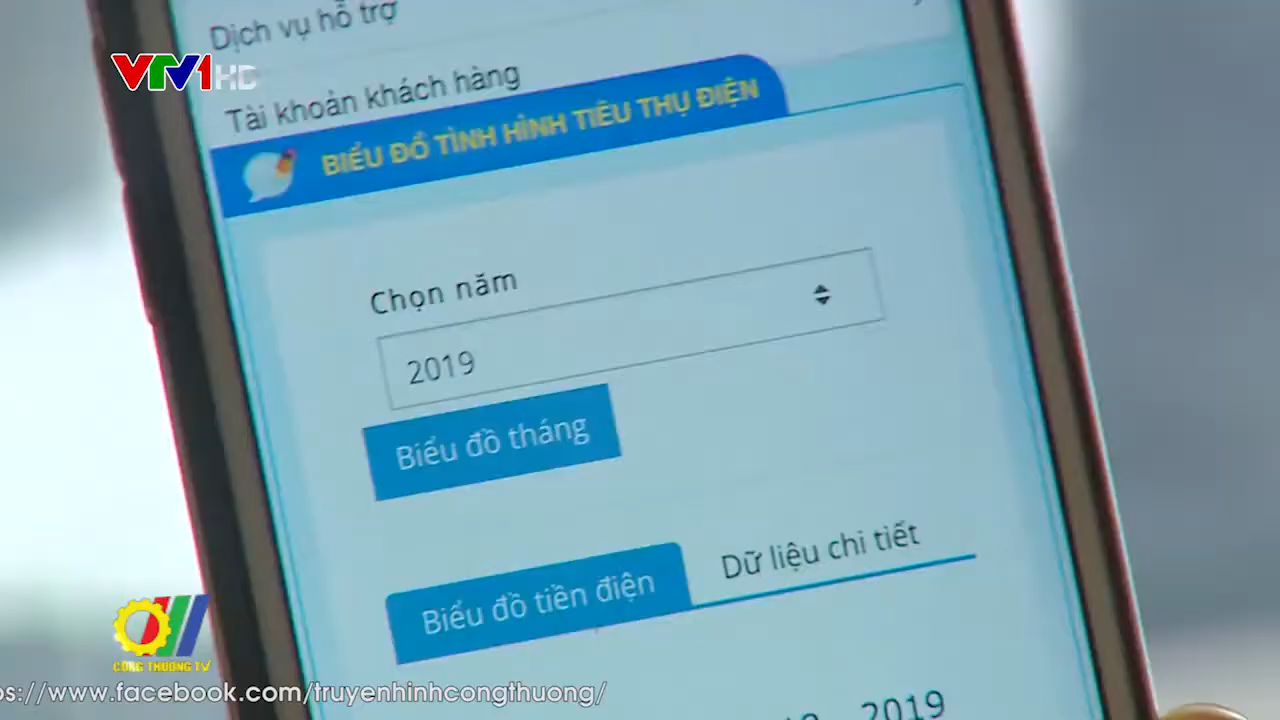 Dịch vụ hỗ trợ
VTV1 HD
Tài khoản khách hàng
BIỂU ĐỒ TÌNH HÌNH TIÊU THỤ ĐIỆN
Chọn năm
2019
Biểu đồ tháng
Biểu đồ tiền điện
Dữ liệu chi tiết
CÔNG THƯƠNG TV
ps://www.facebook.com/truyenhinhcongthuong/
2019